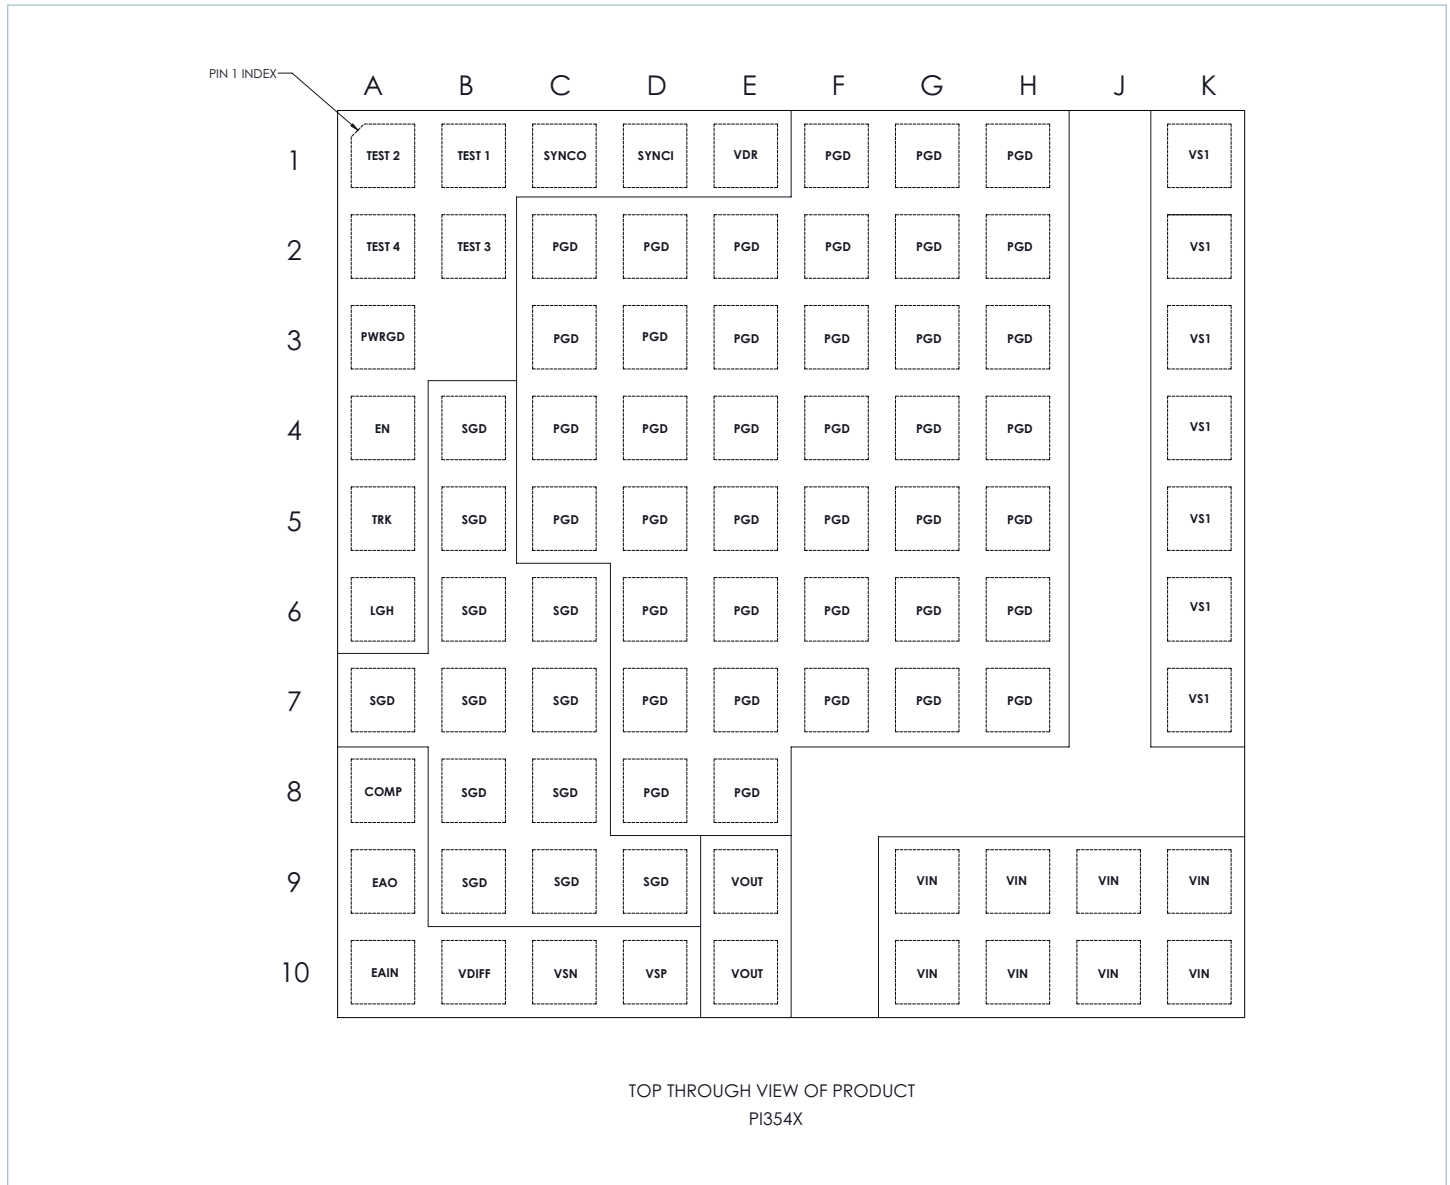 PIN 1 INDEX
A B C D E F G H J K
1 TEST 2 TEST 1 SYNCO SYNCI VDR PGD PGD PGD VS1
2 TEST 4 TEST 3 PGD PGD PGD PGD PGD PGD VS1
3 PWRGD PGD PGD PGD PGD PGD PGD VS1
4 EN SGD PGD PGD PGD PGD PGD PGD VS1
5 TRK SGD PGD PGD PGD PGD PGD PGD VS1
6 LGH SGD SGD PGD PGD PGD PGD PGD VS1
7 SGD SGD SGD PGD PGD PGD PGD PGD VS1
8 COMP SGD SGD PGD PGD
9 EAO SGD SGD SGD VOUT VIN VIN VIN VIN
10 EAIN VDIFF VSN VSP VOUT VIN VIN VIN VIN
TOP THROUGH VIEW OF PRODUCT
PI354X